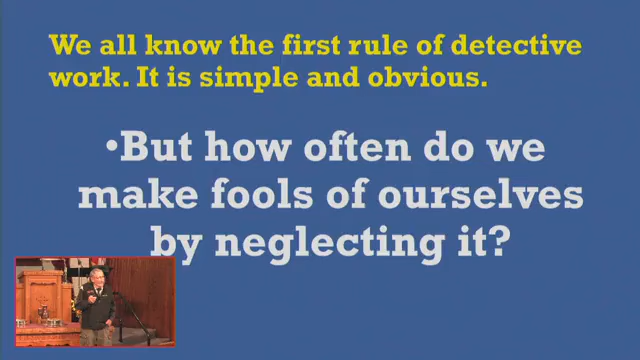 We all know the first rule of detective
work. It is simple and obvious.
•But how often do we
make fools of ourselves
by neglecting it?